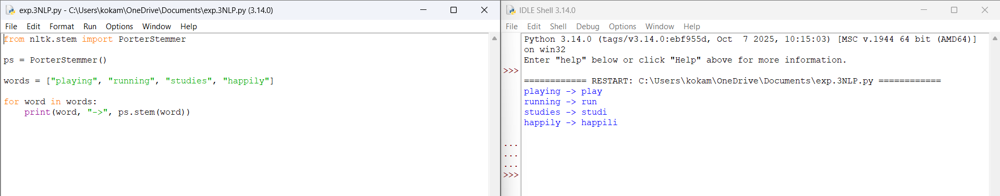 exp.3NLP.py - C:\Users\kokam\OneDrive\Documents\exp.3NLP.py (3.14.0)
File Edit Format Run Options Window Help
from nltk.stem import PorterStemmer
ps = PorterStemmer()
words = ["playing", "running", "studies", "happily"]
for word in words:
    print(word, "->", ps.stem(word))
IDLE Shell 3.14.0
File Edit Shell Debug Options Window Help
Python 3.14.0 (tags/v3.14.0:ebf955d, Oct  7 2025, 10:15:03) [MSC v.1944 64 bit (AMD64)]
on win32
Enter "help" below or click "Help" above for more information.
>>>
============ RESTART: C:\Users\kokam\OneDrive\Documents\exp.3NLP.py ============
playing -> play
running -> run
studies -> studi
happily -> happili
...
...
...
>>>